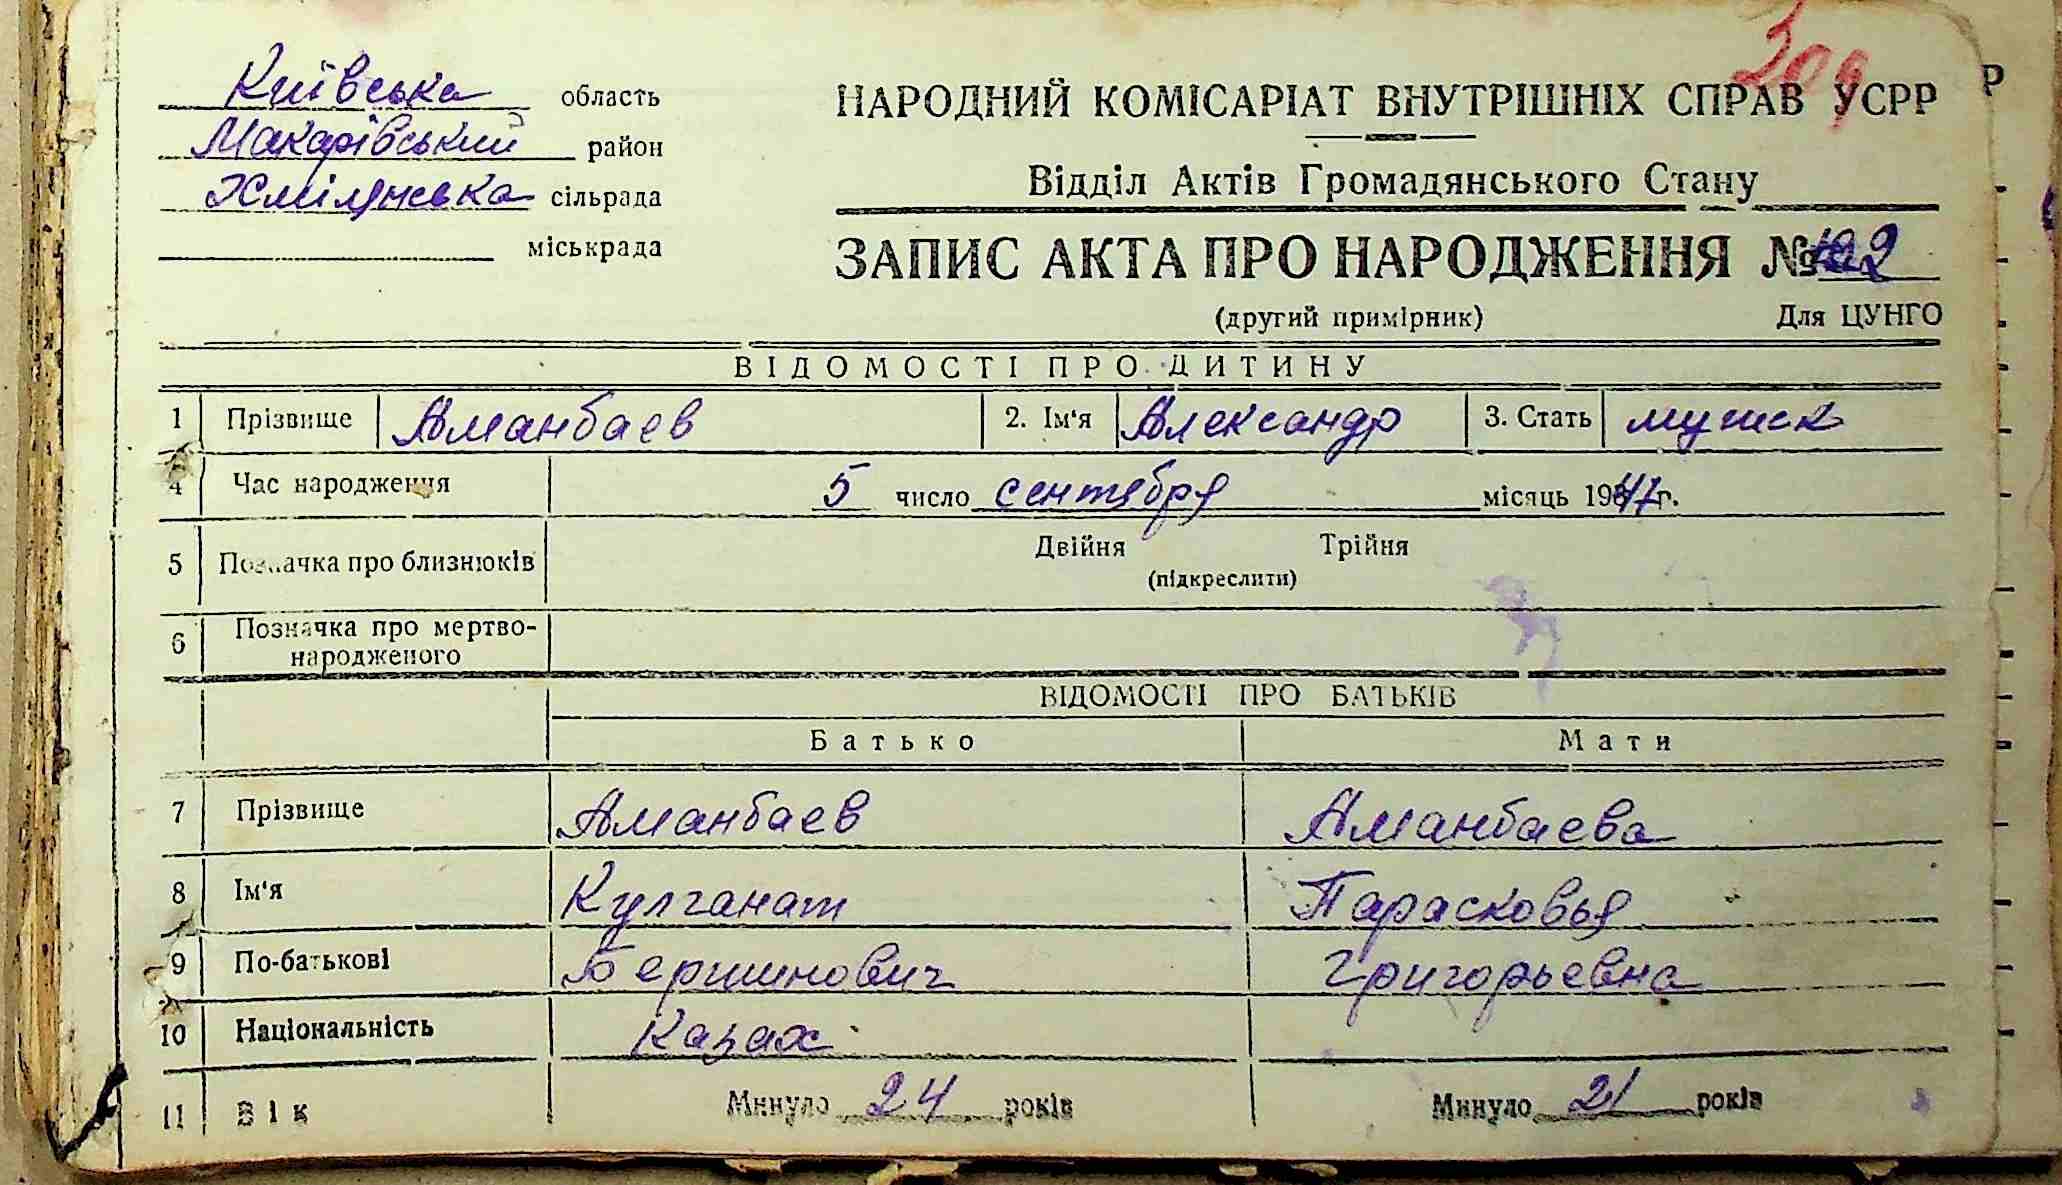 309
Київська область
Макарівський район
Хмілянська сільрада
міськрада
НАРОДНИЙ КОМІСАРІАТ ВНУТРІШНІХ СПРАВ УСРР
Відділ Актів Громадянського Стану
ЗАПИС АКТА ПРО НАРОДЖЕННЯ №
(другий примірник) Для ЦУНГО
ВІДОМОСТІ ПРО ДИТИНУ
1 Прізвище Аманбаев 2. Ім'я Александр 3. Стать мужск
4 Час народження 5 число сентября місяць 1947 г.
5 Позначка про близнюків Двійня Трійня
(підкреслити)
6 Позначка про мертво-
народженого
ВІДОМОСТІ ПРО БАТЬКІВ
Батько Мати
7 Прізвище Аманбаев Аманбаева
8 Ім'я Кулганат Парасковья
9 По-батькові Бершинович Григорьевна
10 Національність Казах
11 Вік Минуло 24 років Минуло 21 років